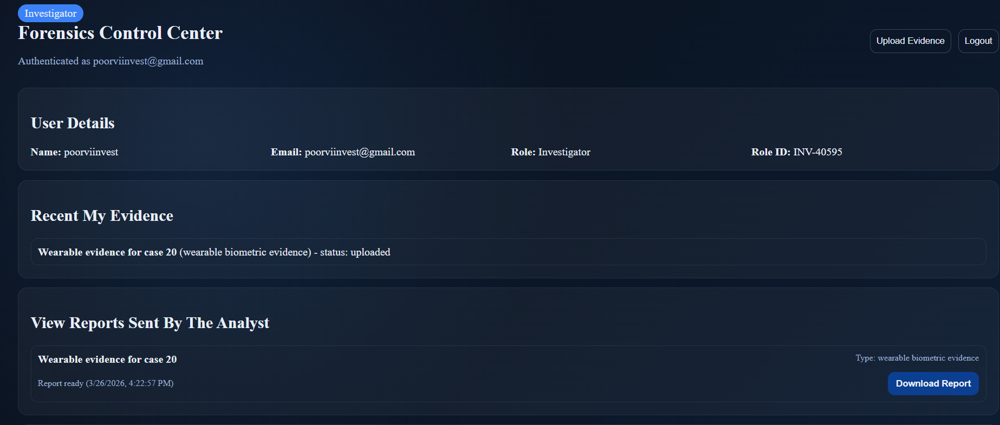 Investigator
Forensics Control Center
Authenticated as poorviinvest@gmail.com
Upload Evidence
Logout
User Details
Name: poorviinvest
Email: poorviinvest@gmail.com
Role: Investigator
Role ID: INV-40595
Recent My Evidence
Wearable evidence for case 20 (wearable biometric evidence) - status: uploaded
View Reports Sent By The Analyst
Wearable evidence for case 20
Type: wearable biometric evidence
Report ready (3/26/2026, 4:22:57 PM)
Download Report